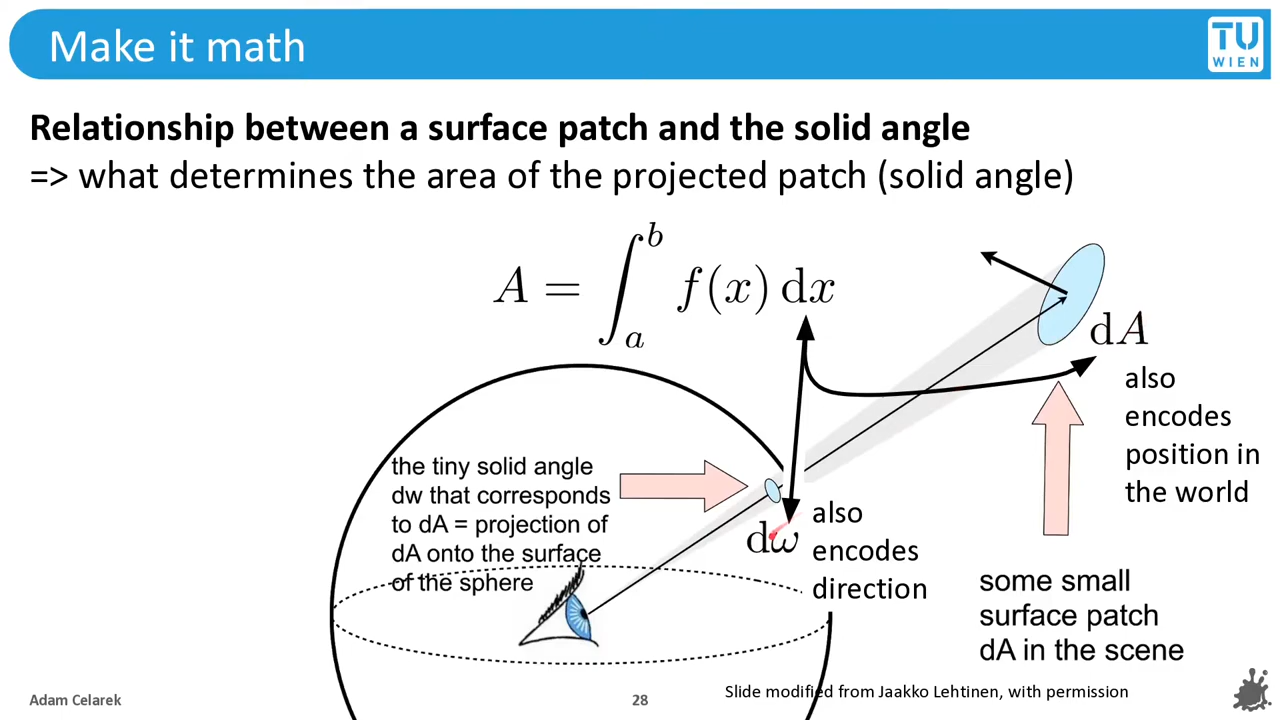 Make it math
TU
WIEN
Relationship between a surface patch and the solid angle
=> what determines the area of the projected patch (solid angle)
A = ∫_a^b f(x) dx
dA
also
encodes
position in
the world
the tiny solid angle
dw that corresponds
to dA = projection of
dA onto the surface
of the sphere
dω
also
encodes
direction
some small
surface patch
dA in the scene
Adam Celarek
28
Slide modified from Jaakko Lehtinen, with permission